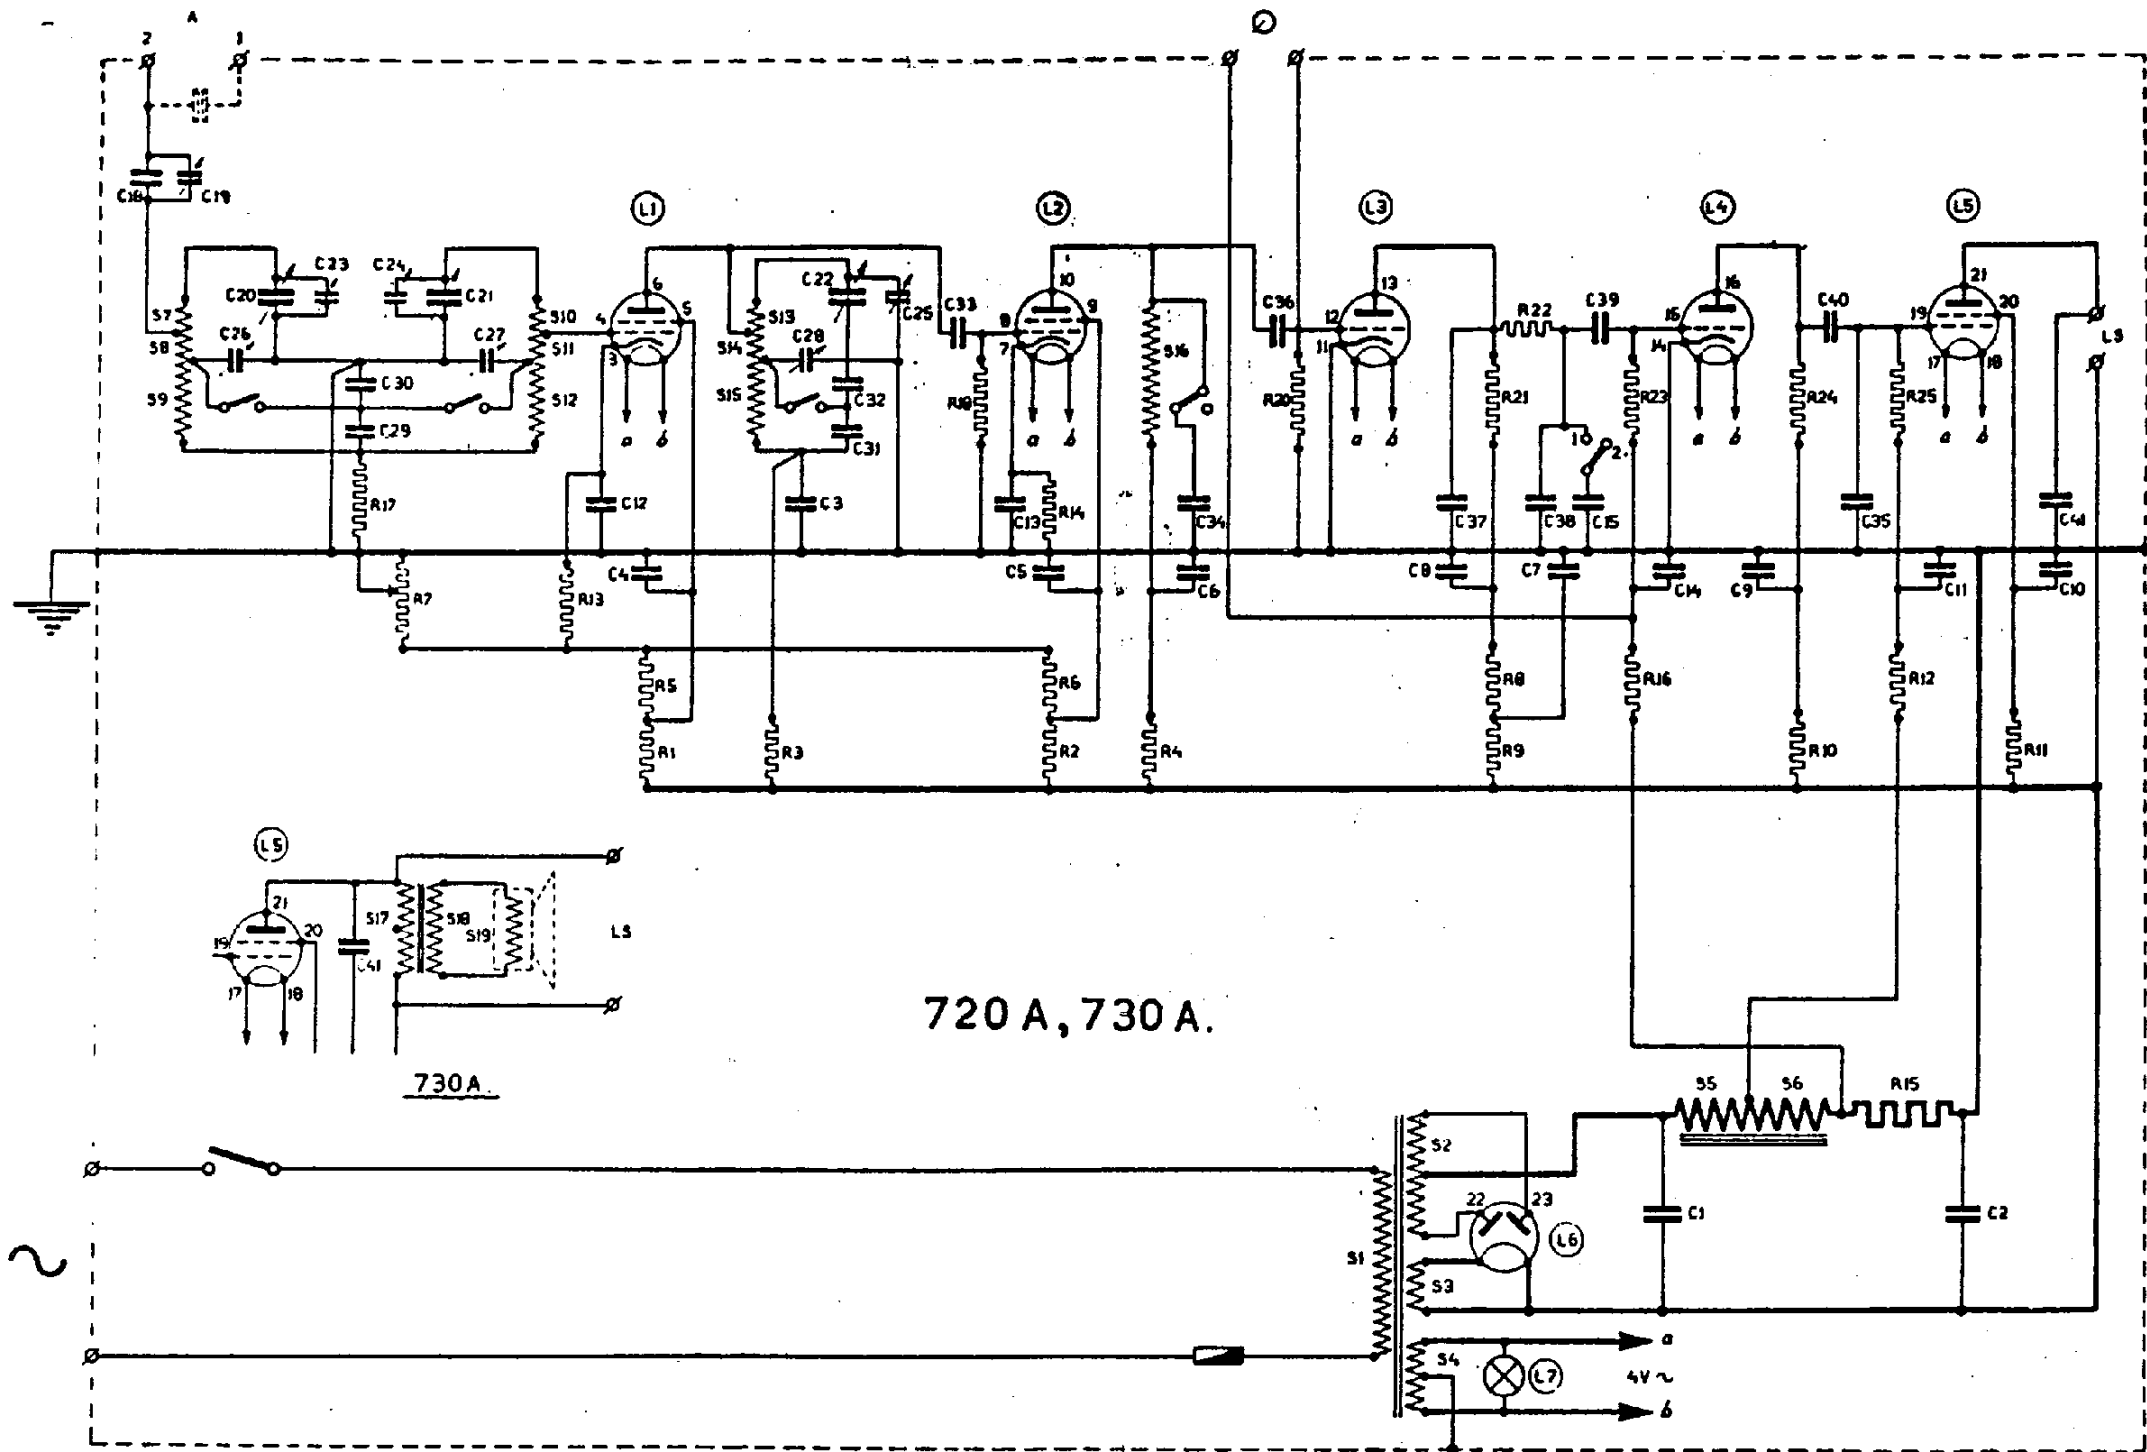 A
2 1
C18 C19
L1 L2 L3 L4 L5
C23 C24 C22 C25 C33 C36 R22 C39 C40
C20 C21
S7 C26 C27 S10 S13 C28 S16
S8 S11 S14
S9 C30 S12 S15 C32
C29 C31
6 5 4 3
10 9 8 7
13 12 11
16 15 14
21 20 19 17 18
LS
a b a b a b a b a b
R19 R20 R21 R23 R24 R25
1 2.
R17 C12 C3 C13 R14 C34 C37 C38 C15 C35 C41
R7 R13 C4 C5 C6 C8 C7 C14 C9 C11 C10
R5 R6 R8 R16 R12
R1 R3 R2 R4 R9 R10 R11
L5
21
19 20
17 18
S17 S18 S19
C41
LS
730A.
720 A, 730 A.
S5 S6 R15
S2
22 23
L6
C1 C2
S1
S3
S4
L7
a
4V ~
b
~